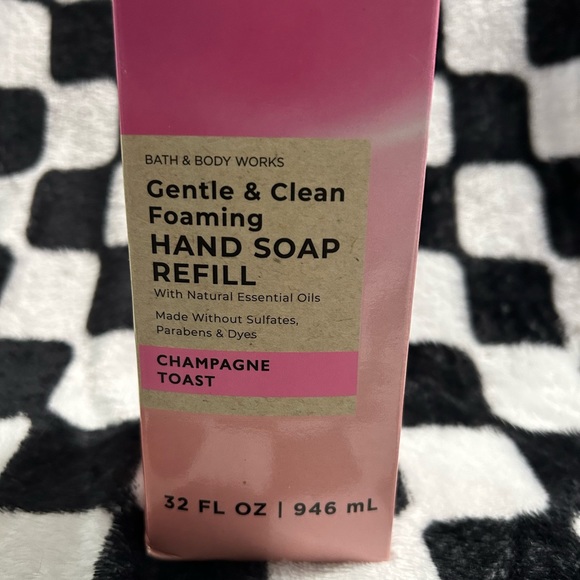 BATH & BODY WORKS
Gentle & Clean
Foaming
HAND SOAP
REFILL
With Natural Essential Oils
Made Without Sulfates,
Parabens & Dyes
CHAMPAGNE
TOAST
32 FL OZ | 946 mL